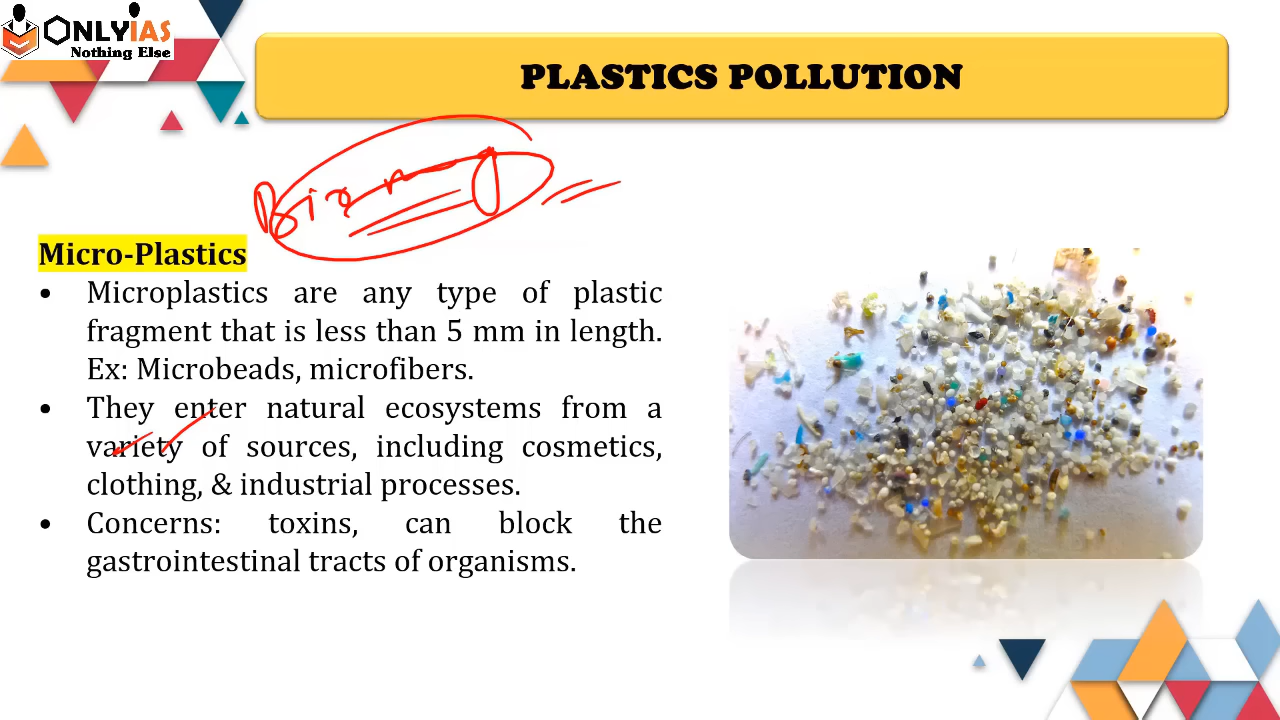 ONLYIAS
Nothing Else
PLASTICS POLLUTION
Micro-Plastics
• Microplastics are any type of plastic
fragment that is less than 5 mm in length.
Ex: Microbeads, microfibers.
• They enter natural ecosystems from a
variety of sources, including cosmetics,
clothing, & industrial processes.
• Concerns: toxins, can block the
gastrointestinal tracts of organisms.